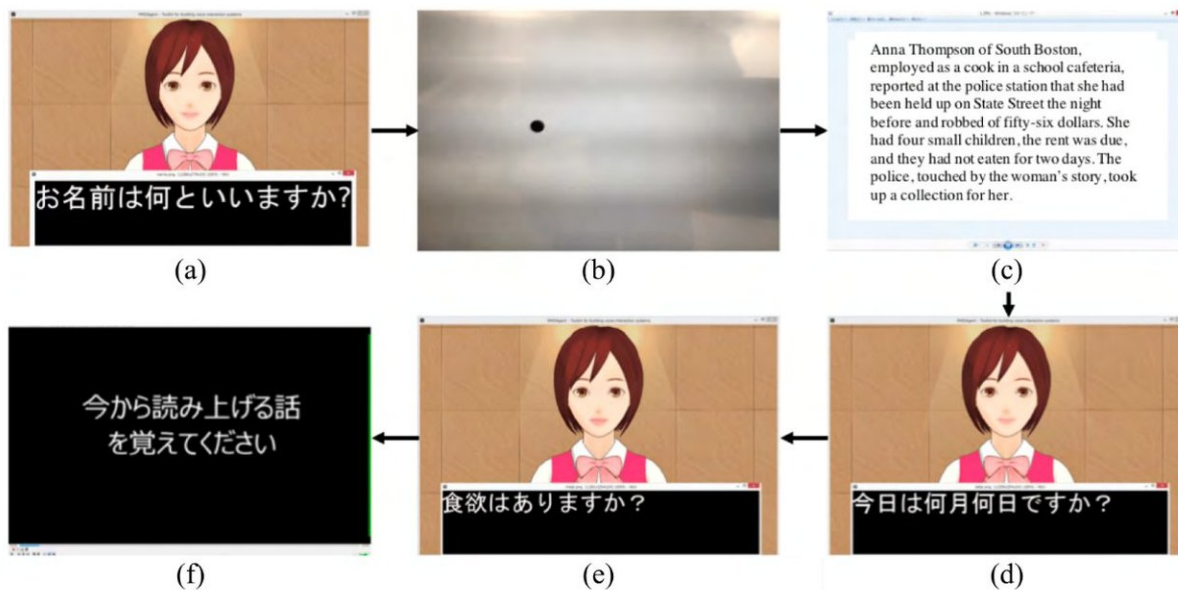 お名前は何といいますか?
(a)
(b)
Anna Thompson of South Boston,
employed as a cook in a school cafeteria,
reported at the police station that she had
been held up on State Street the night
before and robbed of fifty-six dollars. She
had four small children, the rent was due,
and they had not eaten for two days. The
police, touched by the woman's story, took
up a collection for her.
(c)
今日は何月何日ですか？
(d)
食欲はありますか？
(e)
今から読み上げる話
を覚えてください
(f)